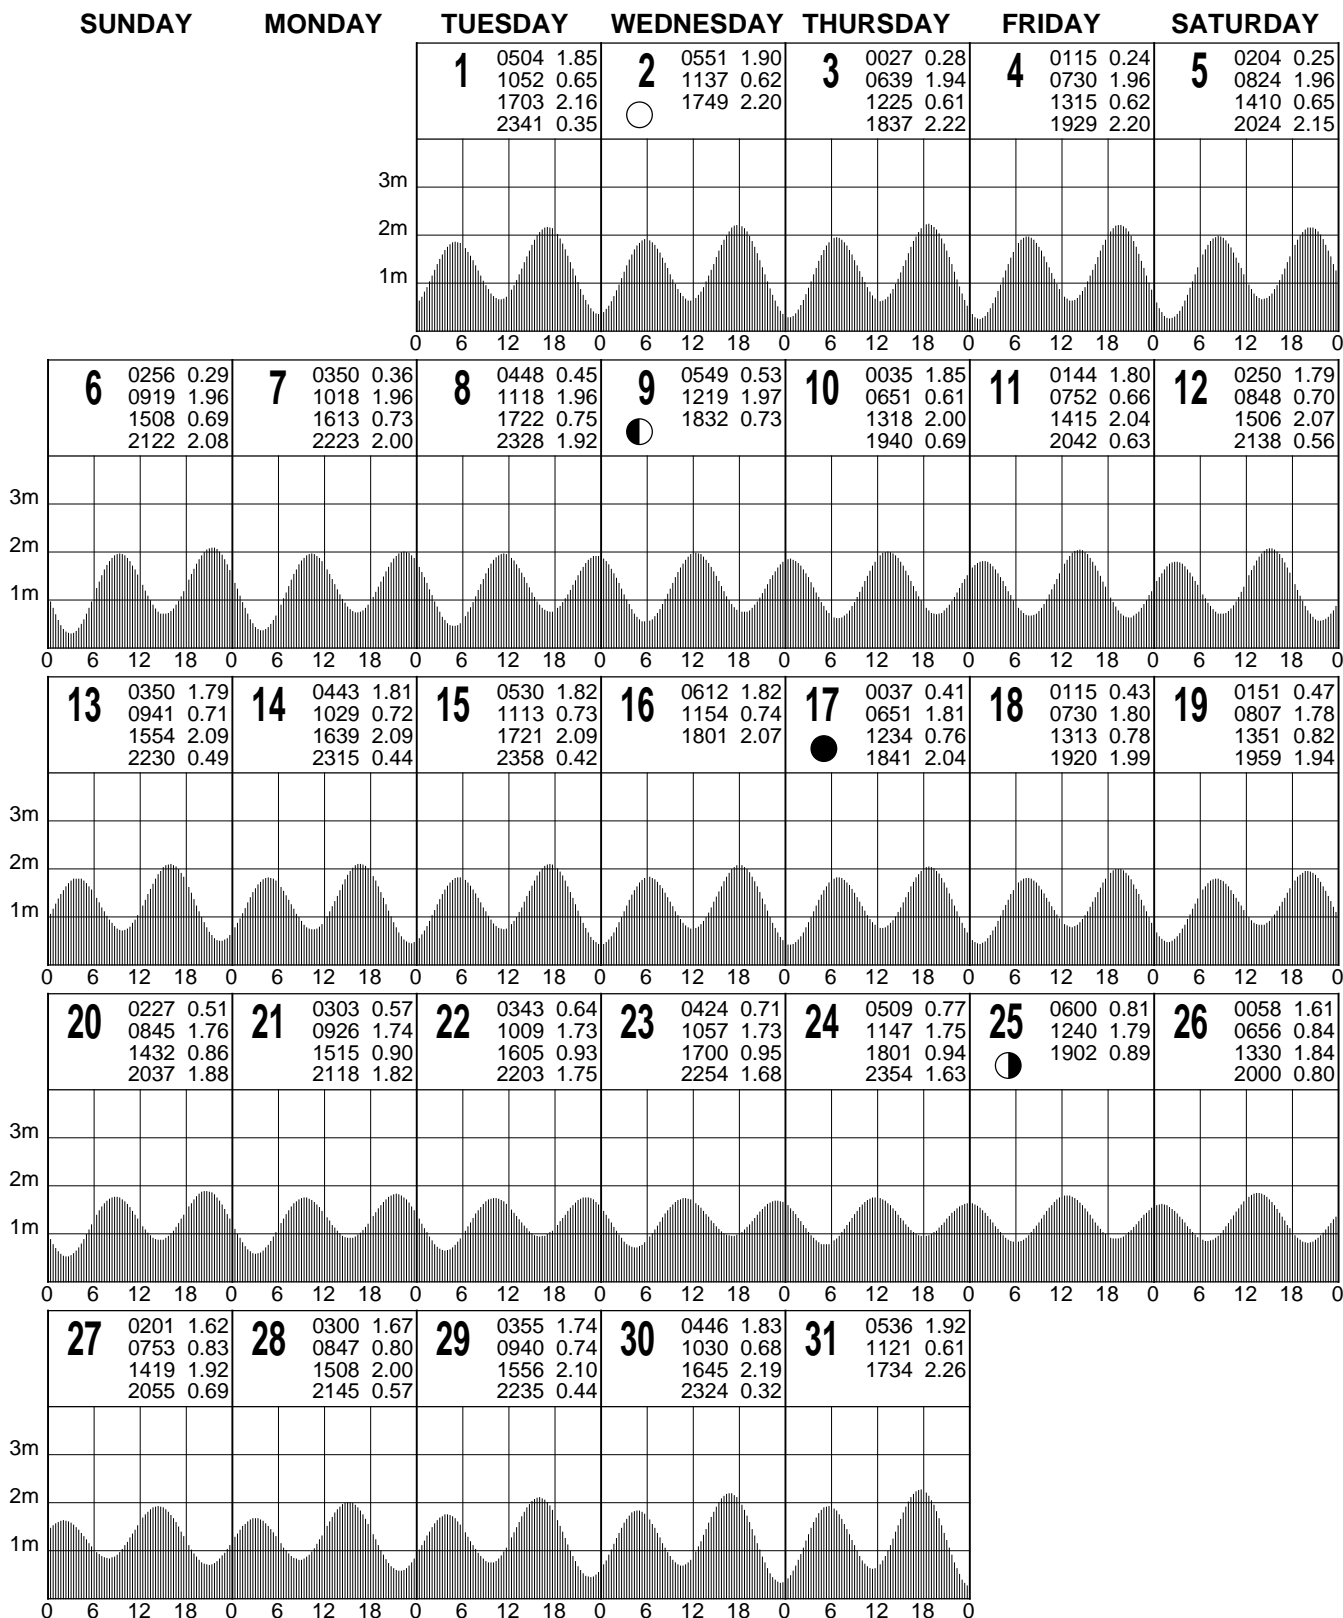 SUNDAY MONDAY TUESDAY WEDNESDAY THURSDAY FRIDAY SATURDAY
1 0504 1.85
1052 0.65
1703 2.16
2341 0.35
2 0551 1.90
1137 0.62
1749 2.20
3 0027 0.28
0639 1.94
1225 0.61
1837 2.22
4 0115 0.24
0730 1.96
1315 0.62
1929 2.20
5 0204 0.25
0824 1.96
1410 0.65
2024 2.15
3m
2m
1m
0 6 12 18 0 6 12 18 0 6 12 18 0 6 12 18 0 6 12 18 0
6 0256 0.29
0919 1.96
1508 0.69
2122 2.08
7 0350 0.36
1018 1.96
1613 0.73
2223 2.00
8 0448 0.45
1118 1.96
1722 0.75
2328 1.92
9 0549 0.53
1219 1.97
1832 0.73
10 0035 1.85
0651 0.61
1318 2.00
1940 0.69
11 0144 1.80
0752 0.66
1415 2.04
2042 0.63
12 0250 1.79
0848 0.70
1506 2.07
2138 0.56
3m
2m
1m
0 6 12 18 0 6 12 18 0 6 12 18 0 6 12 18 0 6 12 18 0 6 12 18 0 6 12 18 0
13 0350 1.79
0941 0.71
1554 2.09
2230 0.49
14 0443 1.81
1029 0.72
1639 2.09
2315 0.44
15 0530 1.82
1113 0.73
1721 2.09
2358 0.42
16 0612 1.82
1154 0.74
1801 2.07
17 0037 0.41
0651 1.81
1234 0.76
1841 2.04
18 0115 0.43
0730 1.80
1313 0.78
1920 1.99
19 0151 0.47
0807 1.78
1351 0.82
1959 1.94
3m
2m
1m
0 6 12 18 0 6 12 18 0 6 12 18 0 6 12 18 0 6 12 18 0 6 12 18 0 6 12 18 0
20 0227 0.51
0845 1.76
1432 0.86
2037 1.88
21 0303 0.57
0926 1.74
1515 0.90
2118 1.82
22 0343 0.64
1009 1.73
1605 0.93
2203 1.75
23 0424 0.71
1057 1.73
1700 0.95
2254 1.68
24 0509 0.77
1147 1.75
1801 0.94
2354 1.63
25 0600 0.81
1240 1.79
1902 0.89
26 0058 1.61
0656 0.84
1330 1.84
2000 0.80
3m
2m
1m
0 6 12 18 0 6 12 18 0 6 12 18 0 6 12 18 0 6 12 18 0 6 12 18 0 6 12 18 0
27 0201 1.62
0753 0.83
1419 1.92
2055 0.69
28 0300 1.67
0847 0.80
1508 2.00
2145 0.57
29 0355 1.74
0940 0.74
1556 2.10
2235 0.44
30 0446 1.83
1030 0.68
1645 2.19
2324 0.32
31 0536 1.92
1121 0.61
1734 2.26
3m
2m
1m
0 6 12 18 0 6 12 18 0 6 12 18 0 6 12 18 0 6 12 18 0